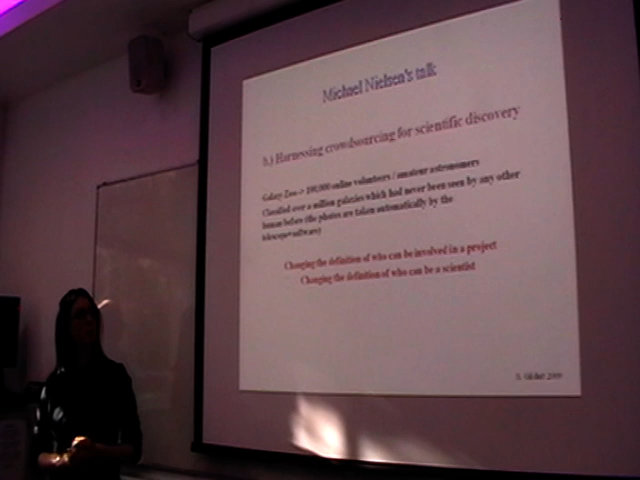 Michael Nielsen's talk
b.) Harnessing crowdsourcing for scientific discovery
Galaxy Zoo -> 100,000 online volunteers / amateur astronomers
Classified over a million galaxies which had never been seen by any other
human before (the photos are taken automatically by the
telescope+software)
Changing the definition of who can be involved in a project
Changing the definition of who can be a scientist
2009